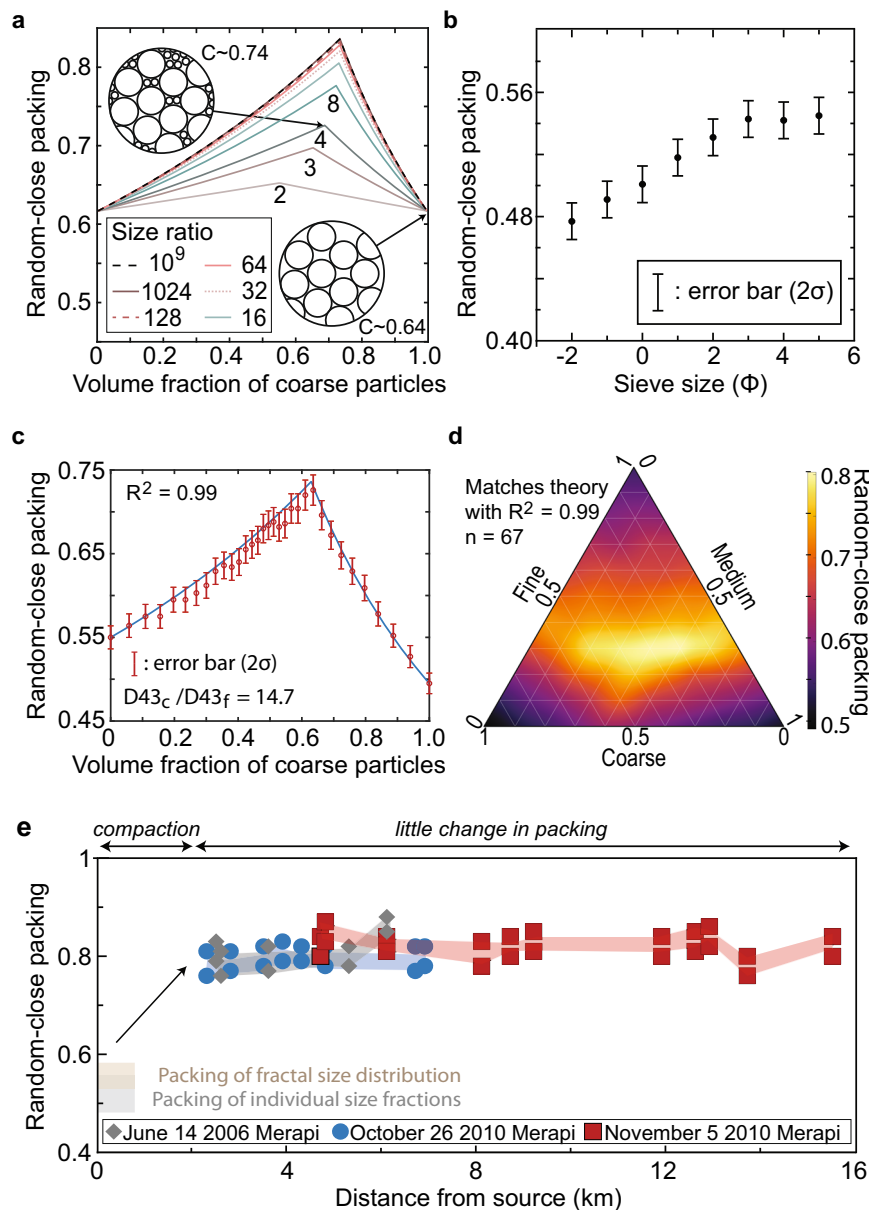 a
Random-close packing
0.8
0.7
0.6
0.5
C~0.74
8
4
3
2
Size ratio
10⁹
1024
128
64
32
16
C~0.64
0
0.2
0.4
0.6
0.8
1.0
Volume fraction of coarse particles
b
Random-close packing
0.56
0.48
0.40
: error bar (2σ)
-2
0
2
4
6
Sieve size (Φ)
c
Random-close packing
0.75
0.65
0.55
0.45
R² = 0.99
: error bar (2σ)
D43c /D43f = 14.7
0
0.2
0.4
0.6
0.8
1.0
Volume fraction of coarse particles
d
Matches theory
with R² = 0.99
n = 67
1
0
Fine
0.5
Medium
0.5
0
1
1
0.5
0
Coarse
0.8
0.7
0.6
0.5
Random-close packing
e
compaction
little change in packing
Random-close packing
1
0.8
0.6
0.4
Packing of fractal size distribution
Packing of individual size fractions
June 14 2006 Merapi
October 26 2010 Merapi
November 5 2010 Merapi
0
4
8
12
16
Distance from source (km)